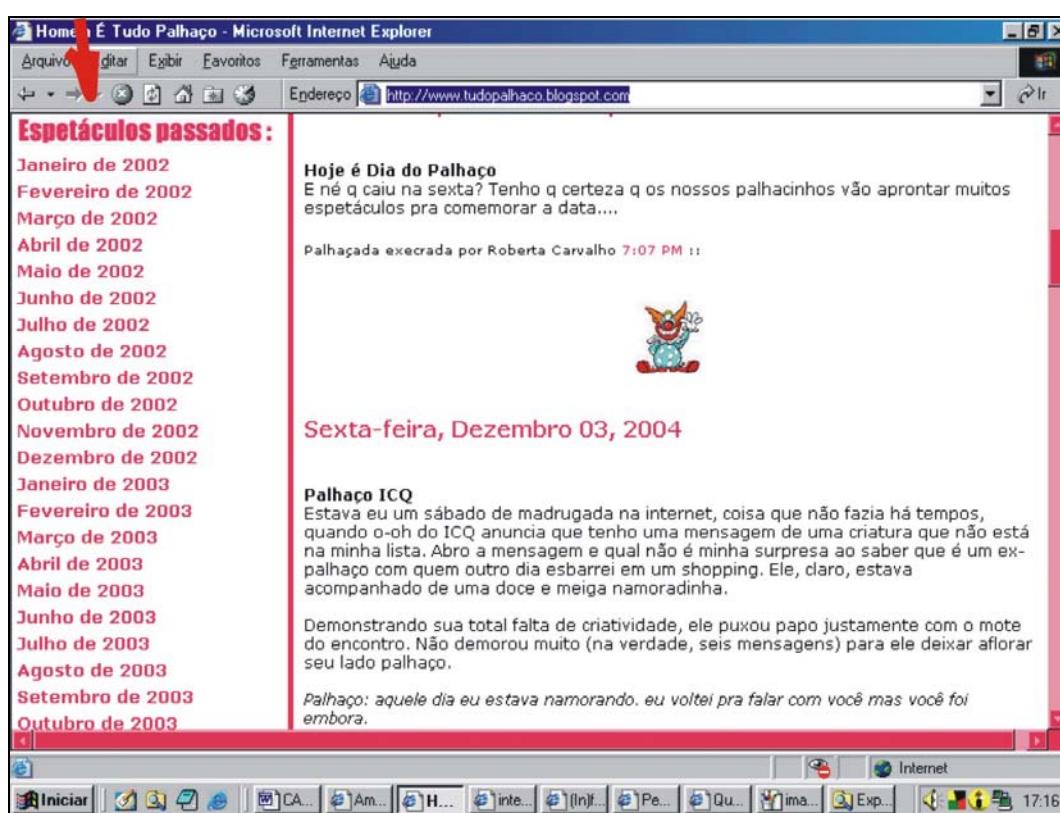 Homem É Tudo Palhaço - Microsoft Internet Explorer
Arquivo Editar Exibir Favoritos Ferramentas Ajuda
Endereço http://www.tudopalhaco.blogspot.com Ir
Espetáculos passados :
Janeiro de 2002
Fevereiro de 2002
Março de 2002
Abril de 2002
Maio de 2002
Junho de 2002
Julho de 2002
Agosto de 2002
Setembro de 2002
Outubro de 2002
Novembro de 2002
Dezembro de 2002
Janeiro de 2003
Fevereiro de 2003
Março de 2003
Abril de 2003
Maio de 2003
Junho de 2003
Julho de 2003
Agosto de 2003
Setembro de 2003
Outubro de 2003
Hoje é Dia do Palhaço
E né q caiu na sexta? Tenho q certeza q os nossos palhacinhos vão aprontar muitos
espetáculos pra comemorar a data....
Palhaçada execrada por Roberta Carvalho 7:07 PM ::
Sexta-feira, Dezembro 03, 2004
Palhaço ICQ
Estava eu um sábado de madrugada na internet, coisa que não fazia há tempos,
quando o-oh do ICQ anuncia que tenho uma mensagem de uma criatura que não está
na minha lista. Abro a mensagem e qual não é minha surpresa ao saber que é um ex-
palhaço com quem outro dia esbarrei em um shopping. Ele, claro, estava
acompanhado de uma doce e meiga namoradinha.
Demonstrando sua total falta de criatividade, ele puxou papo justamente com o mote
do encontro. Não demorou muito (na verdade, seis mensagens) para ele deixar aflorar
seu lado palhaço.
Palhaço: aquele dia eu estava namorando. eu voltei pra falar com você mas você foi
embora.
Internet
Iniciar CA... Am... H... inte... (In)f... Pe... Qu... ima... Exp... 17:16